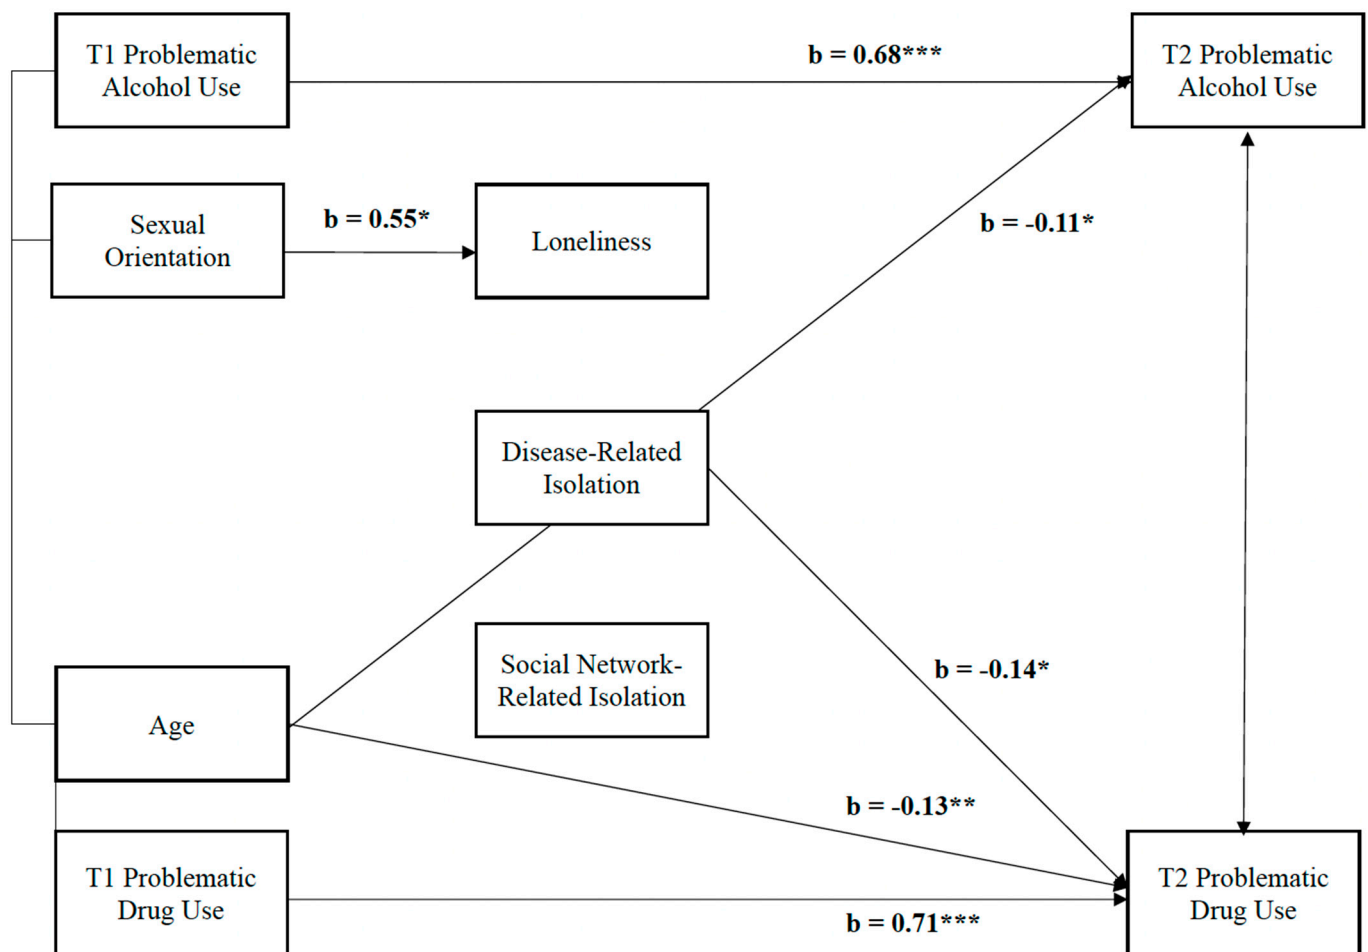 T1 Problematic
Alcohol Use
b = 0.68***
T2 Problematic
Alcohol Use
Sexual
Orientation
b = 0.55*
Loneliness
b = -0.11*
Disease-Related
Isolation
Social Network-
Related Isolation
b = -0.14*
Age
b = -0.13**
T1 Problematic
Drug Use
b = 0.71***
T2 Problematic
Drug Use